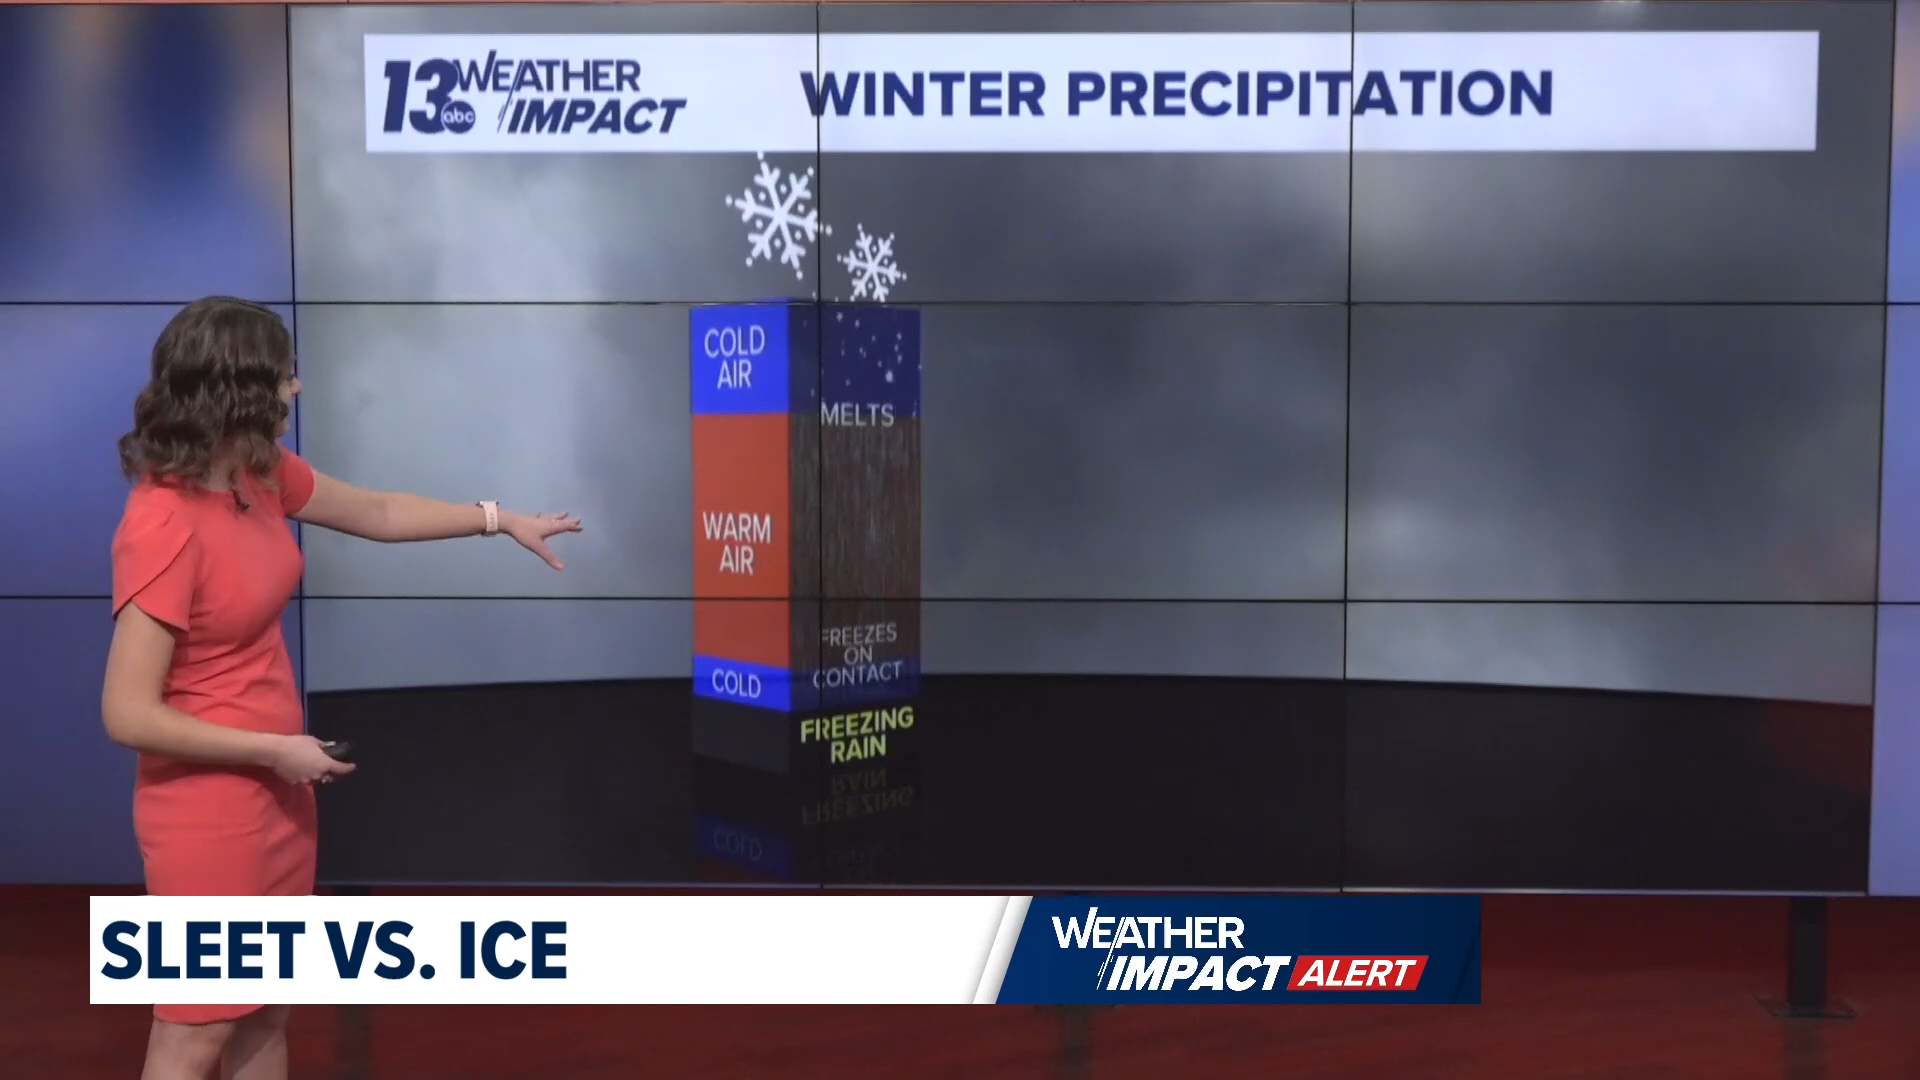 13 abc WEATHER IMPACT
WINTER PRECIPITATION
COLD
AIR
MELTS
WARM
AIR
FREEZES
ON
CONTACT
COLD
FREEZING
RAIN
SLEET VS. ICE
WEATHER
IMPACT ALERT